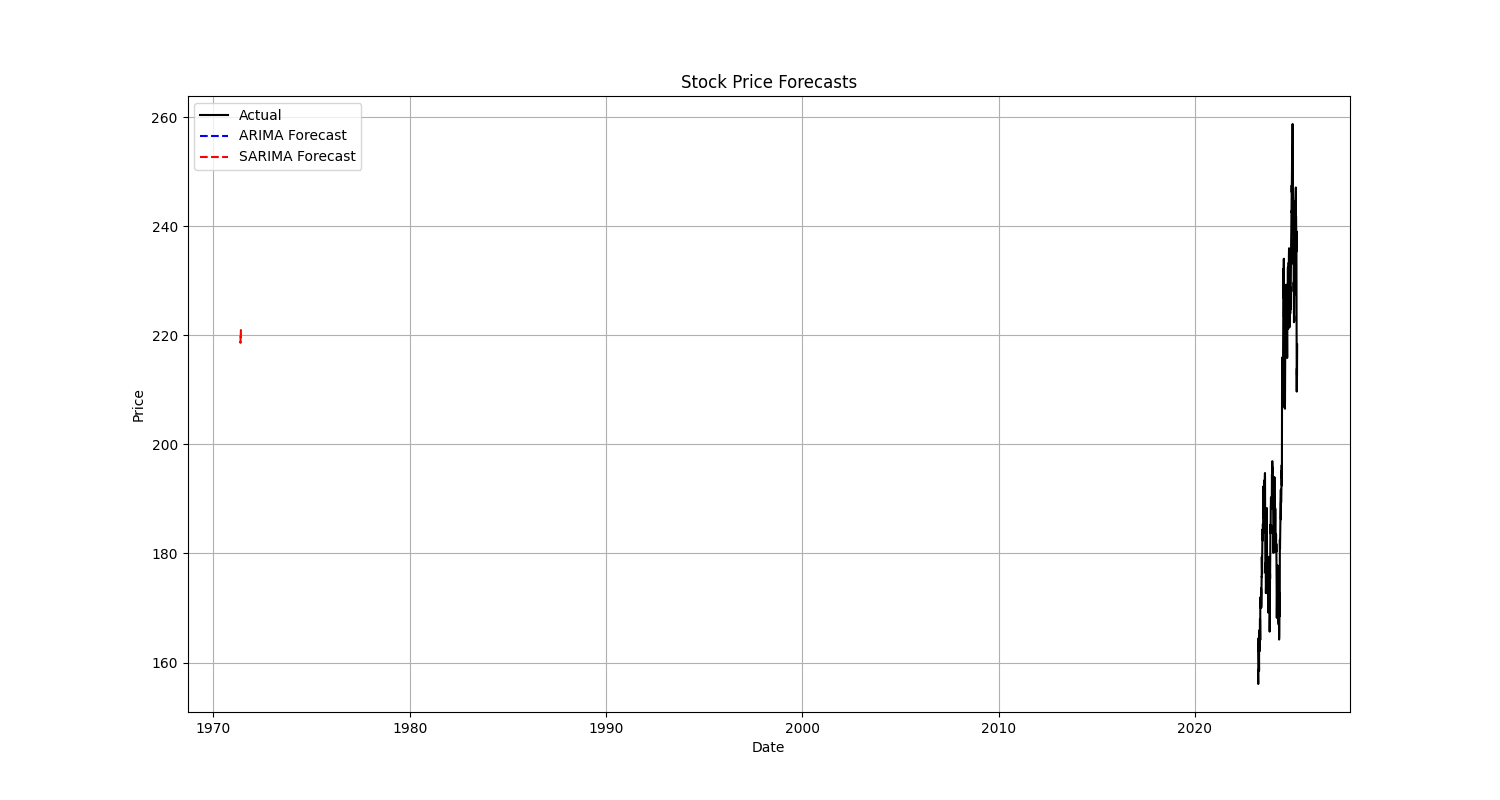 Stock Price Forecasts
Actual
ARIMA Forecast
SARIMA Forecast
260
240
220
200
180
160
Price
1970
1980
1990
2000
2010
2020
Date